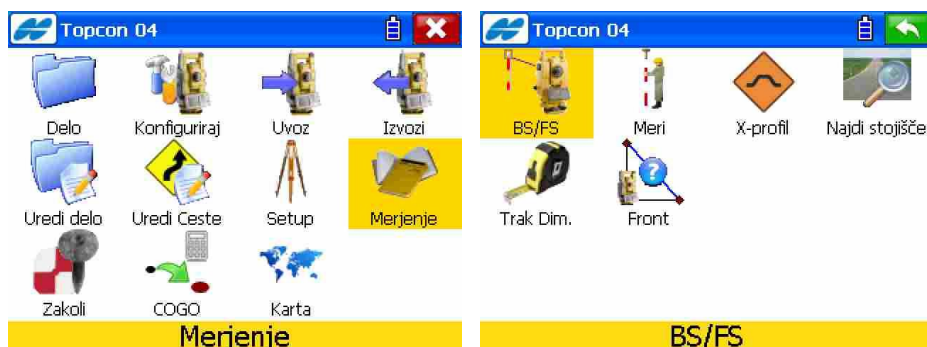 Topcon 04
Delo Konfiguriraj Uvoz Izvozi
Uredi delo Uredi Ceste Setup Merjenje
Zakoli COGO Karta
Merjenje
Topcon 04
BS/FS Meri X-profil Najdi stojišče
Trak Dim. Front
BS/FS